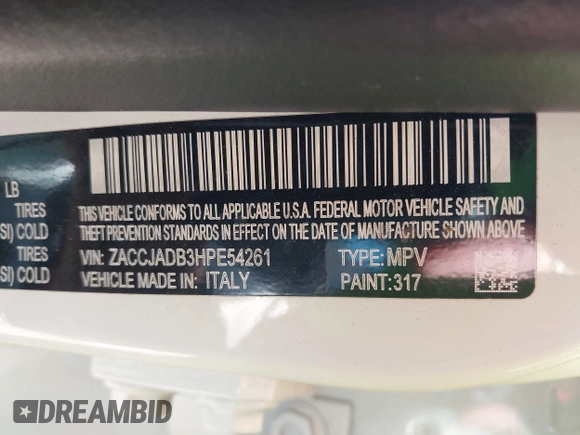 LB
TIRES
SI) COLD
TIRES
SI) COLD
THIS VEHICLE CONFORMS TO ALL APPLICABLE U.S.A. FEDERAL MOTOR VEHICLE SAFETY AND
THEFT PREVENTION STANDARDS IN EFFECT ON THE DATE OF MANUFACTURE SHOWN ABOVE
VIN: ZACCJADB3HPE54261 TYPE: MPV
VEHICLE MADE IN: ITALY PAINT: 317
DREAMBID